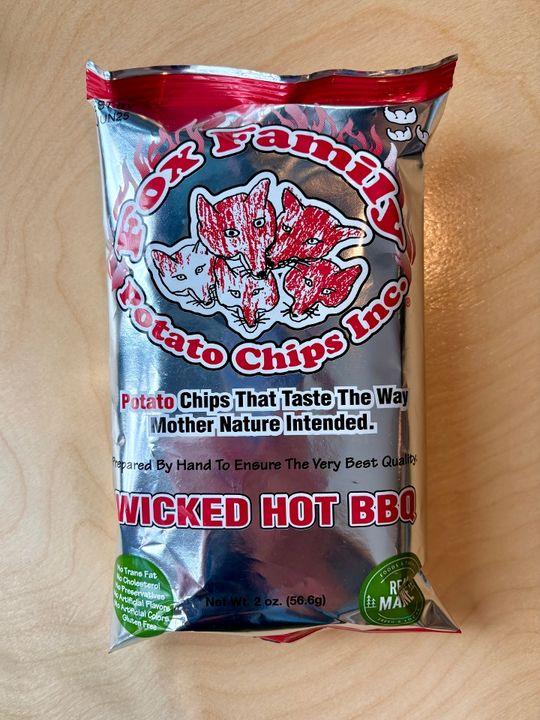 JUN25
Fox Family
Potato Chips Inc.®
Potato Chips That Taste The Way
Mother Nature Intended.
Prepared By Hand To Ensure The Very Best Quality.
WICKED HOT BBQ
No Trans Fat
No Cholesterol
No Preservatives
No Artificial Flavors
No Artificial Colors
Gluten Free
Net Wt. 2 oz. (56.6g)